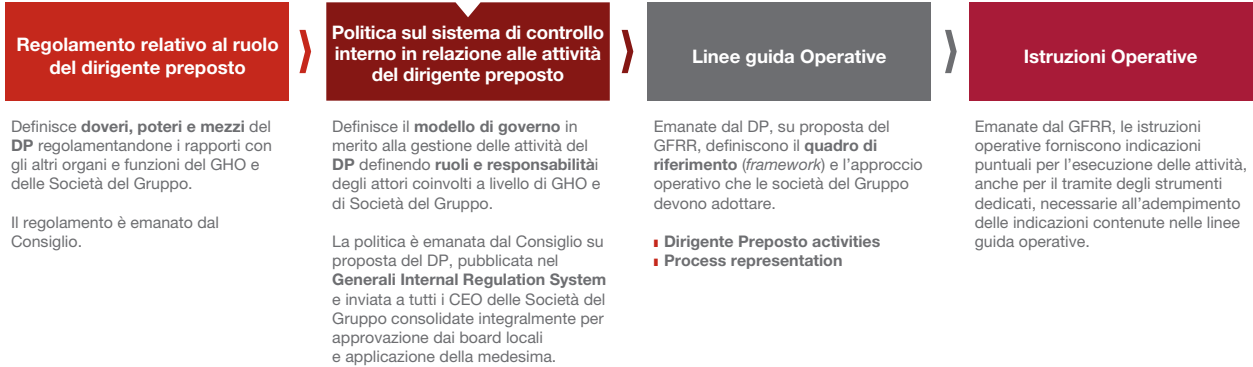 Regolamento relativo al ruolo
del dirigente preposto
Definisce doveri, poteri e mezzi del
DP regolamentandone i rapporti con
gli altri organi e funzioni del GHO e
delle Società del Gruppo.
Il regolamento è emanato dal
Consiglio.
Politica sul sistema di controllo
interno in relazione alle attività
del dirigente preposto
Definisce il modello di governo in
merito alla gestione delle attività del
DP definendo ruoli e responsabilitài
degli attori coinvolti a livello di GHO e
di Società del Gruppo.
La politica è emanata dal Consiglio su
proposta del DP, pubblicata nel
Generali Internal Regulation System
e inviata a tutti i CEO delle Società del
Gruppo consolidate integralmente per
approvazione dai board locali
e applicazione della medesima.
Linee guida Operative
Emanate dal DP, su proposta del
GFRR, definiscono il quadro di
riferimento (framework) e l'approccio
operativo che le società del Gruppo
devono adottare.
Dirigente Preposto activities
Process representation
Istruzioni Operative
Emanate dal GFRR, le istruzioni
operative forniscono indicazioni
puntuali per l'esecuzione delle attività,
anche per il tramite degli strumenti
dedicati, necessarie all'adempimento
delle indicazioni contenute nelle linee
guida operative.